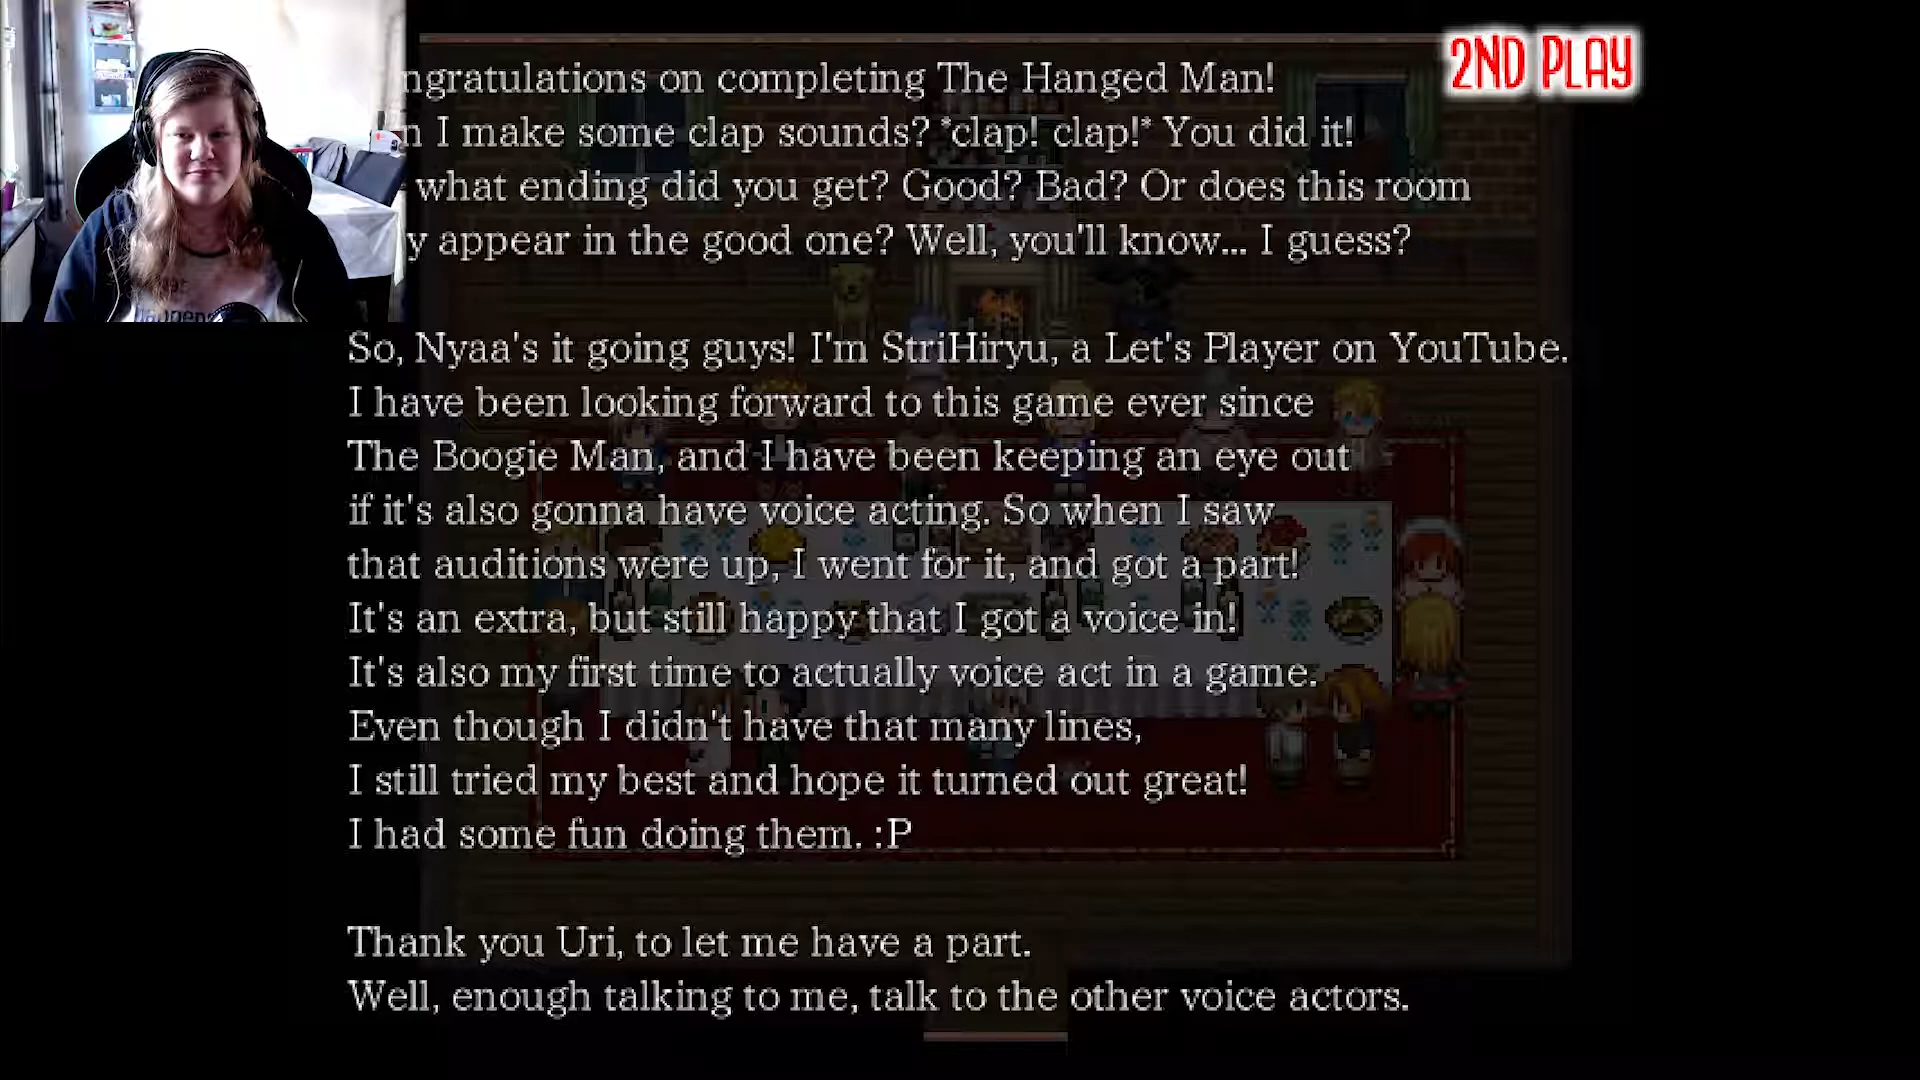 2ND PLAY
ngratulations on completing The Hanged Man!
n I make some clap sounds? *clap! clap!* You did it!
what ending did you get? Good? Bad? Or does this room
y appear in the good one? Well, you'll know... I guess?
So, Nyaa's it going guys! I'm StriHiryu, a Let's Player on YouTube.
I have been looking forward to this game ever since
The Boogie Man, and I have been keeping an eye out
if it's also gonna have voice acting. So when I saw
that auditions were up, I went for it, and got a part!
It's an extra, but still happy that I got a voice in!
It's also my first time to actually voice act in a game.
Even though I didn't have that many lines,
I still tried my best and hope it turned out great!
I had some fun doing them. :P
Thank you Uri, to let me have a part.
Well, enough talking to me, talk to the other voice actors.